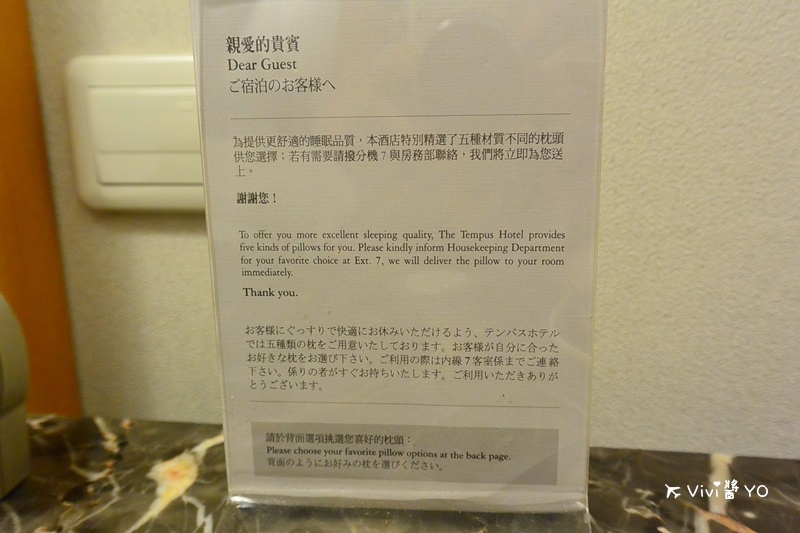 親愛的貴賓
Dear Guest
ご宿泊のお客様へ
為提供更舒適的睡眠品質，本酒店特別精選了五種材質不同的枕頭
供您選擇；若有需要請撥分機 7 與房務部聯絡，我們將立即為您送
上。
謝謝您！
To offer you more excellent sleeping quality, The Tempus Hotel provides
five kinds of pillows for you. Please kindly inform Housekeeping Department
for your favorite choice at Ext. 7, we will deliver the pillow to your room
immediately.
Thank you.
お客様にぐっすりで快適にお休みいただけるよう、テンパスホテル
では五種類の枕をご用意いたしております。お客様が自分に合った
お好きな枕をお選び下さい。ご利用の際は内線 7 客室係までご連絡
下さい。係りの者がすぐお持ちいたします。ご利用いただきありが
とうございます。
請於背面選項挑選您喜好的枕頭：
Please choose your favorite pillow options at the back page.
背面のようにお好みの枕を選びください。
Vivi醬 YO